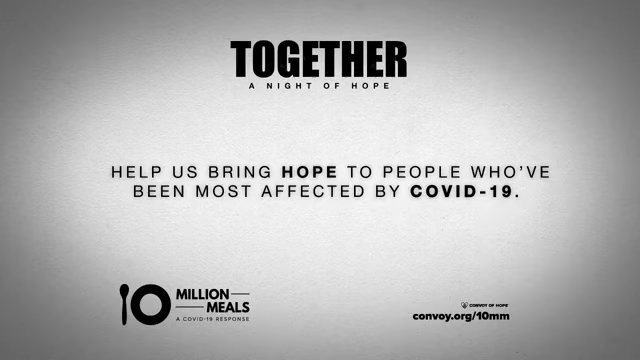 TOGETHER
A NIGHT OF HOPE
HELP US BRING HOPE TO PEOPLE WHO'VE
BEEN MOST AFFECTED BY COVID-19.
10 MILLION
MEALS
A COVID-19 RESPONSE
CONVOY OF HOPE
convoy.org/10mm